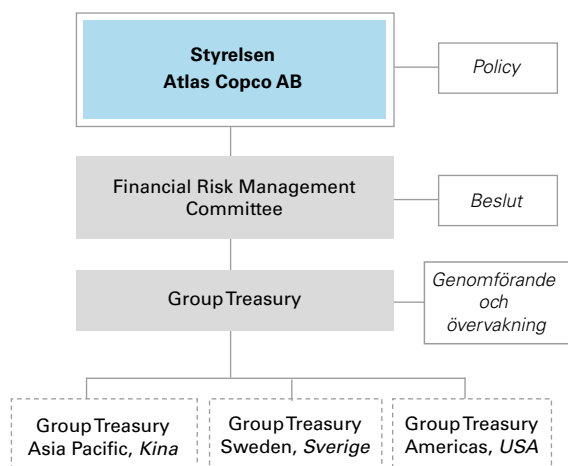 Styrelsen
Atlas Copco AB
Policy
Financial Risk Management
Committee
Beslut
Group Treasury
Genomförande
och
övervakning
Group Treasury
Asia Pacific, Kina
Group Treasury
Sweden, Sverige
Group Treasury
Americas, USA